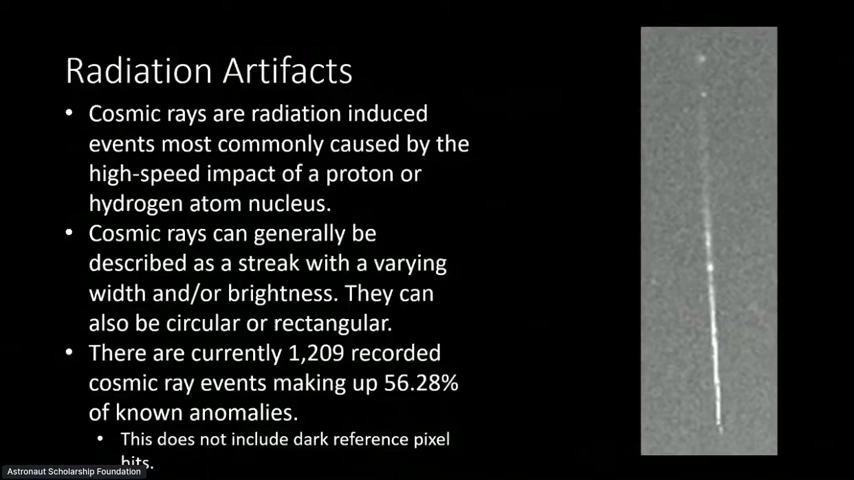 Radiation Artifacts
• Cosmic rays are radiation induced
events most commonly caused by the
high-speed impact of a proton or
hydrogen atom nucleus.
• Cosmic rays can generally be
described as a streak with a varying
width and/or brightness. They can
also be circular or rectangular.
• There are currently 1,209 recorded
cosmic ray events making up 56.28%
of known anomalies.
• This does not include dark reference pixel
hits.
Astronaut Scholarship Foundation